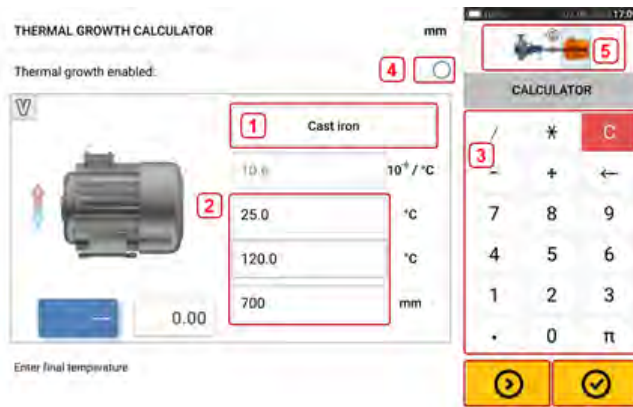 THERMAL GROWTH CALCULATOR mm
Thermal growth enabled: 4
5
CALCULATOR
1 Cast iron
10.6 10⁻⁶ / °C
2 25.0 °C
120.0 °C
700 mm
--- 0.00
Enter final temperature
3
/ * C
- + ←
7 8 9
4 5 6
1 2 3
. 0 π